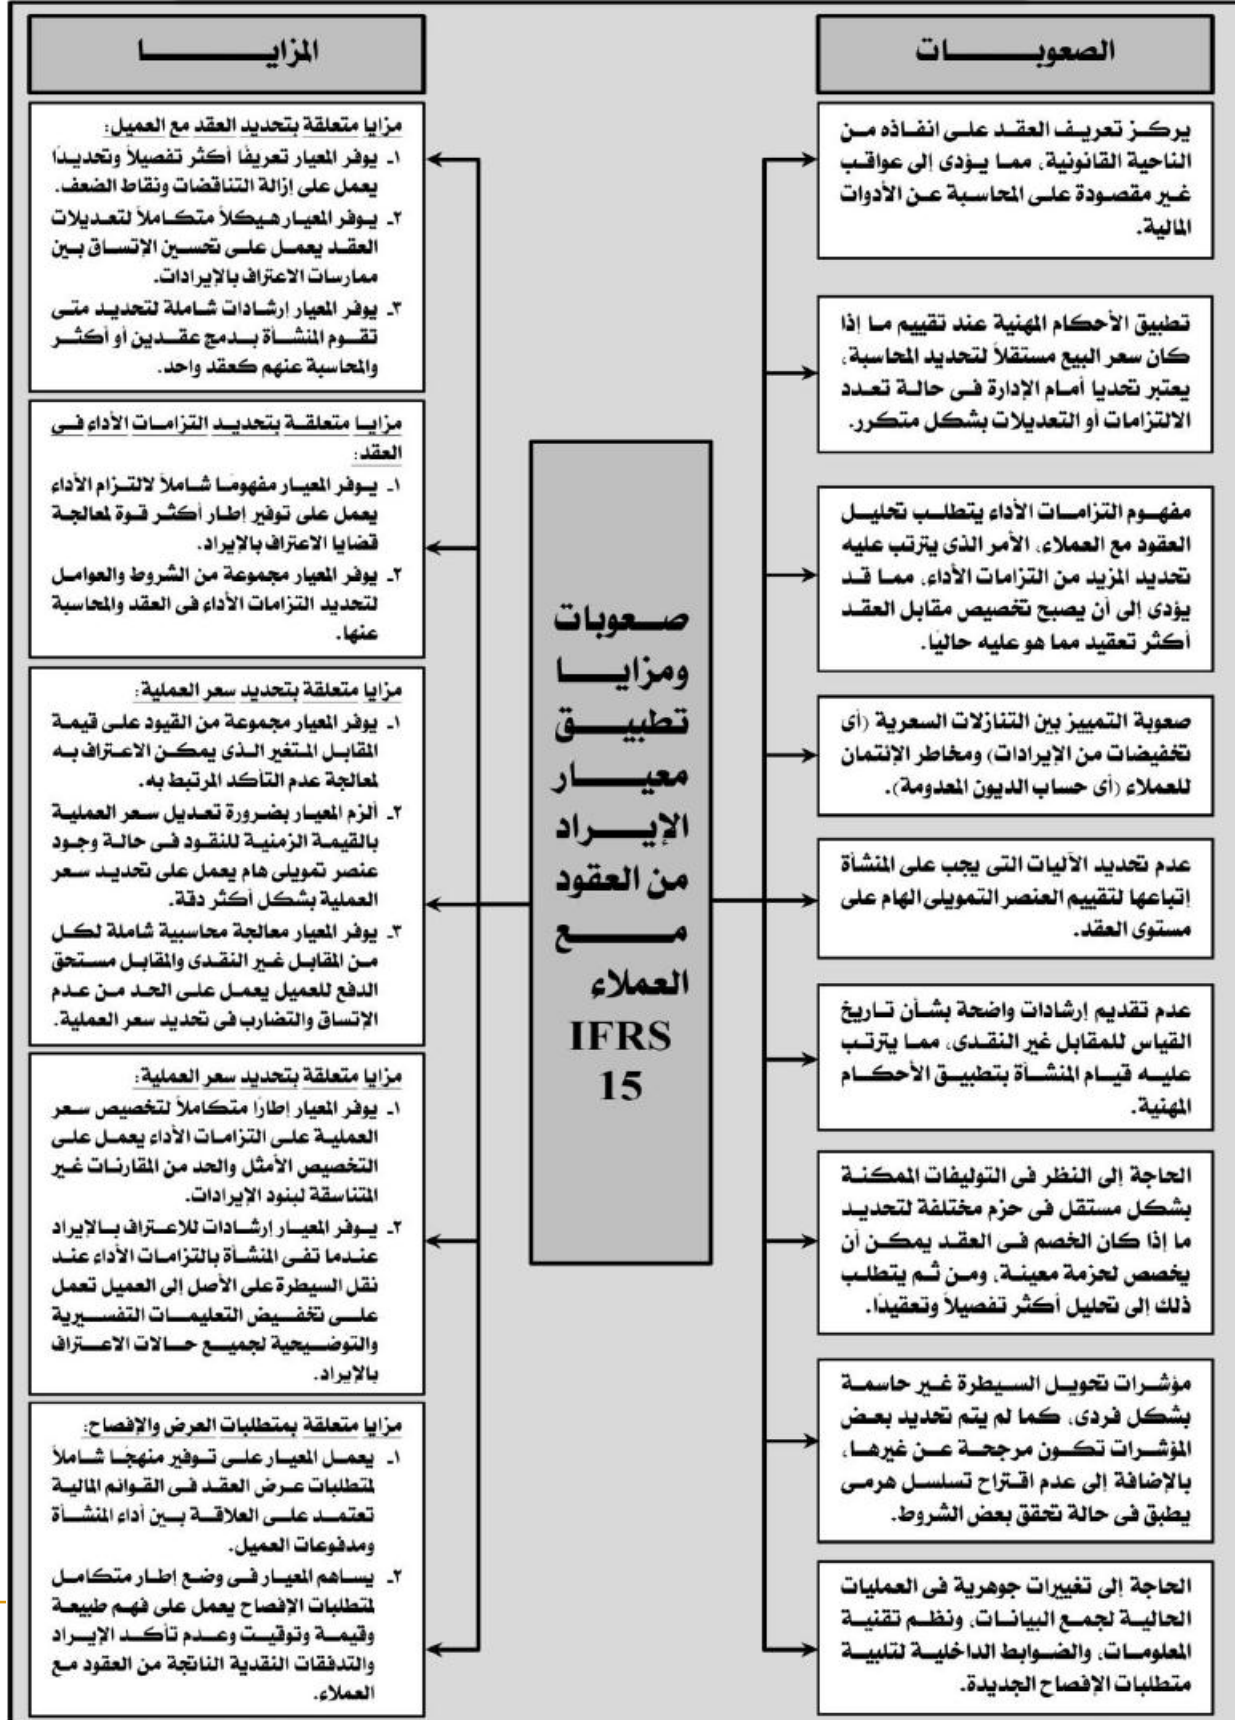 الصعوبات
يركز تعريف العقد على انفاذه من
الناحية القانونية، مما يؤدى إلى عواقب
غير مقصودة على المحاسبة عن الأدوات
المالية.
تطبيق الأحكام المهنية عند تقييم ما إذا
كان سعر البيع مستقلاً لتحديد المحاسبة،
يعتبر تحديا أمام الإدارة فى حالة تعدد
الالتزامات أو التعديلات بشكل متكرر.
مفهوم التزامات الأداء يتطلب تحليل
العقود مع العملاء، الأمر الذى يترتب عليه
تحديد المزيد من التزامات الأداء، مما قد
يؤدى إلى أن يصبح تخصيص مقابل العقد
أكثر تعقيد مما هو عليه حاليًا.
صعوبة التمييز بين التنازلات السعرية (أى
تخفيضات من الإيرادات) ومخاطر الإئتمان
للعملاء (أى حساب الديون المعدومة).
عدم تحديد الآليات التى يجب على المنشأة
إتباعها لتقييم العنصر التمويلى الهام على
مستوى العقد.
عدم تقديم إرشادات واضحة بشأن تاريخ
القياس للمقابل غير النقدى، مما يترتب
عليه قيام المنشأة بتطبيق الأحكام
المهنية.
الحاجة إلى النظر فى التوليفات الممكنة
بشكل مستقل فى حزم مختلفة لتحديد
ما إذا كان الخصم فى العقد يمكن أن
يخصص لحزمة معينة، ومن ثم يتطلب
ذلك إلى تحليل أكثر تفصيلاً وتعقيدًا.
مؤشرات تحويل السيطرة غير حاسمة
بشكل فردى، كما لم يتم تحديد بعض
المؤشرات تكون مرجحة عن غيرها،
بالإضافة إلى عدم اقتراح تسلسل هرمى
يطبق فى حالة تحقق بعض الشروط.
الحاجة إلى تغييرات جوهرية فى العمليات
الحالية لجمع البيانات، ونظم تقنية
المعلومات، والضوابط الداخلية لتلبية
متطلبات الإفصاح الجديدة.
صعوبات
ومزايا
تطبيق
معيار
الإيراد
من العقود
مع
العملاء
IFRS
15
المزايا
مزايا متعلقة بتحديد العقد مع العميل:
١ـ يوفر المعيار تعريفًا أكثر تفصيلاً وتحديدًا
يعمل على إزالة التناقضات ونقاط الضعف.
٢ـ يوفر المعيار هيكلاً متكاملاً لتعديلات
العقد يعمل على تحسين الإتساق بين
ممارسات الاعتراف بالإيرادات.
٣ـ يوفر المعيار إرشادات شاملة لتحديد متى
تقوم المنشأة بدمج عقدين أو أكثر
والمحاسبة عنهم كعقد واحد.
مزايا متعلقة بتحديد التزامات الأداء فى
العقد:
١ـ يوفر المعيار مفهومًا شاملاً لالتزام الأداء
يعمل على توفير إطار أكثر قوة لمعالجة
قضايا الاعتراف بالإيراد.
٢ـ يوفر المعيار مجموعة من الشروط والعوامل
لتحديد التزامات الأداء فى العقد والمحاسبة
عنها.
مزايا متعلقة بتحديد سعر العملية:
١ـ يوفر المعيار مجموعة من القيود على قيمة
المقابل المتغير الذى يمكن الاعتراف به
لمعالجة عدم التأكد المرتبط به.
٢ـ ألزم المعيار بضرورة تعديل سعر العملية
بالقيمة الزمنية للنقود فى حالة وجود
عنصر تمويلى هام يعمل على تحديد سعر
العملية بشكل أكثر دقة.
٣ـ يوفر المعيار معالجة محاسبية شاملة لكل
من المقابل غير النقدى والمقابل مستحق
الدفع للعميل يعمل على الحد من عدم
الإتساق والتضارب فى تحديد سعر العملية.
مزايا متعلقة بتحديد سعر العملية:
١ـ يوفر المعيار إطارًا متكاملاً لتخصيص سعر
العملية على التزامات الأداء يعمل على
التخصيص الأمثل والحد من المقارنات غير
المتناسقة لبنود الإيرادات.
٢ـ يوفر المعيار إرشادات للاعتراف بالإيراد
عندما تفى المنشأة بالتزامات الأداء عند
نقل السيطرة على الأصل إلى العميل تعمل
على تخفيض التعليمات التفسيرية
والتوضيحية لجميع حالات الاعتراف
بالإيراد.
مزايا متعلقة بمتطلبات العرض والإفصاح:
١ـ يعمل المعيار على توفير منهجًا شاملاً
لمتطلبات عرض العقد فى القوائم المالية
تعتمد على العلاقة بين أداء المنشأة
ومدفوعات العميل.
٢ـ يساهم المعيار فى وضع إطار متكامل
لمتطلبات الإفصاح يعمل على فهم طبيعة
وقيمة وتوقيت وعدم تأكد الإيراد
والتدفقات النقدية الناتجة من العقود مع
العملاء.